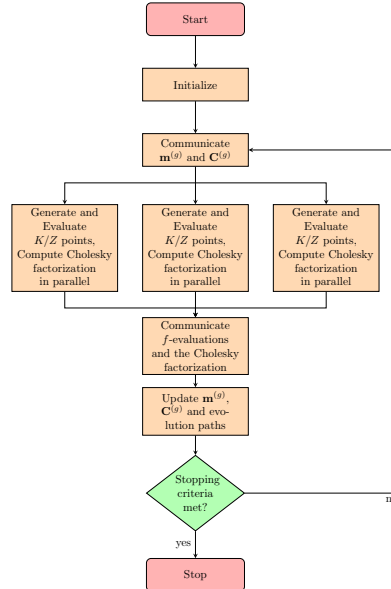 Start
Initialize
Communicate
m^(g) and C^(g)
Generate and
Evaluate
K/Z points,
Compute Cholesky
factorization
in parallel
Generate and
Evaluate
K/Z points,
Compute Cholesky
factorization
in parallel
Generate and
Evaluate
K/Z points,
Compute Cholesky
factorization
in parallel
Communicate
f-evaluations
and the Cholesky
factorization
Update m^(g),
C^(g) and evo-
lution paths
Stopping
criteria
met?
yes
Stop